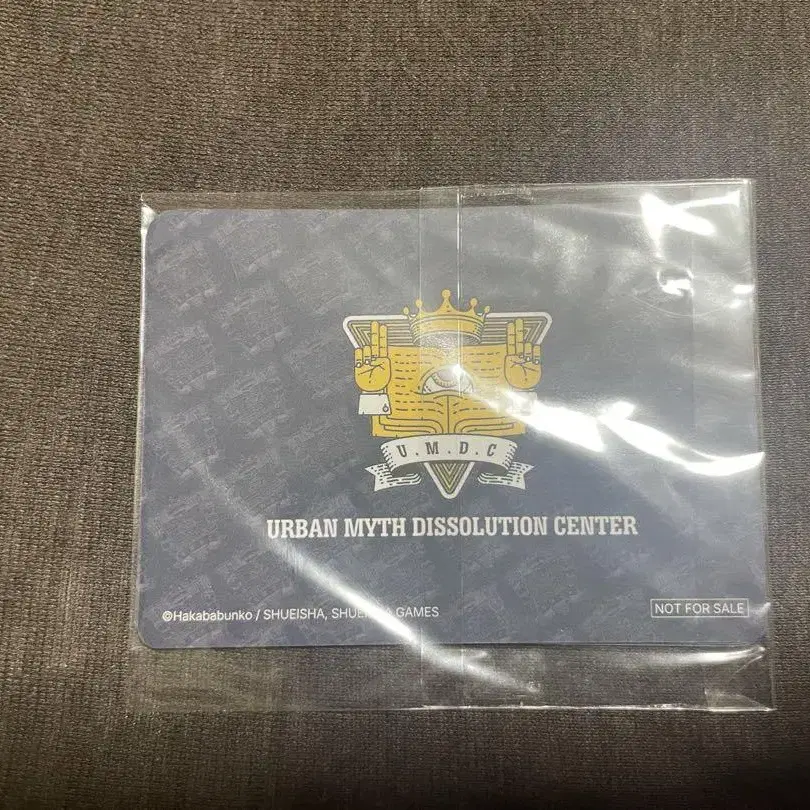 U.M.D.C
URBAN MYTH DISSOLUTION CENTER
©Hakababunko / SHUEISHA, SHUEISHA GAMES
NOT FOR SALE